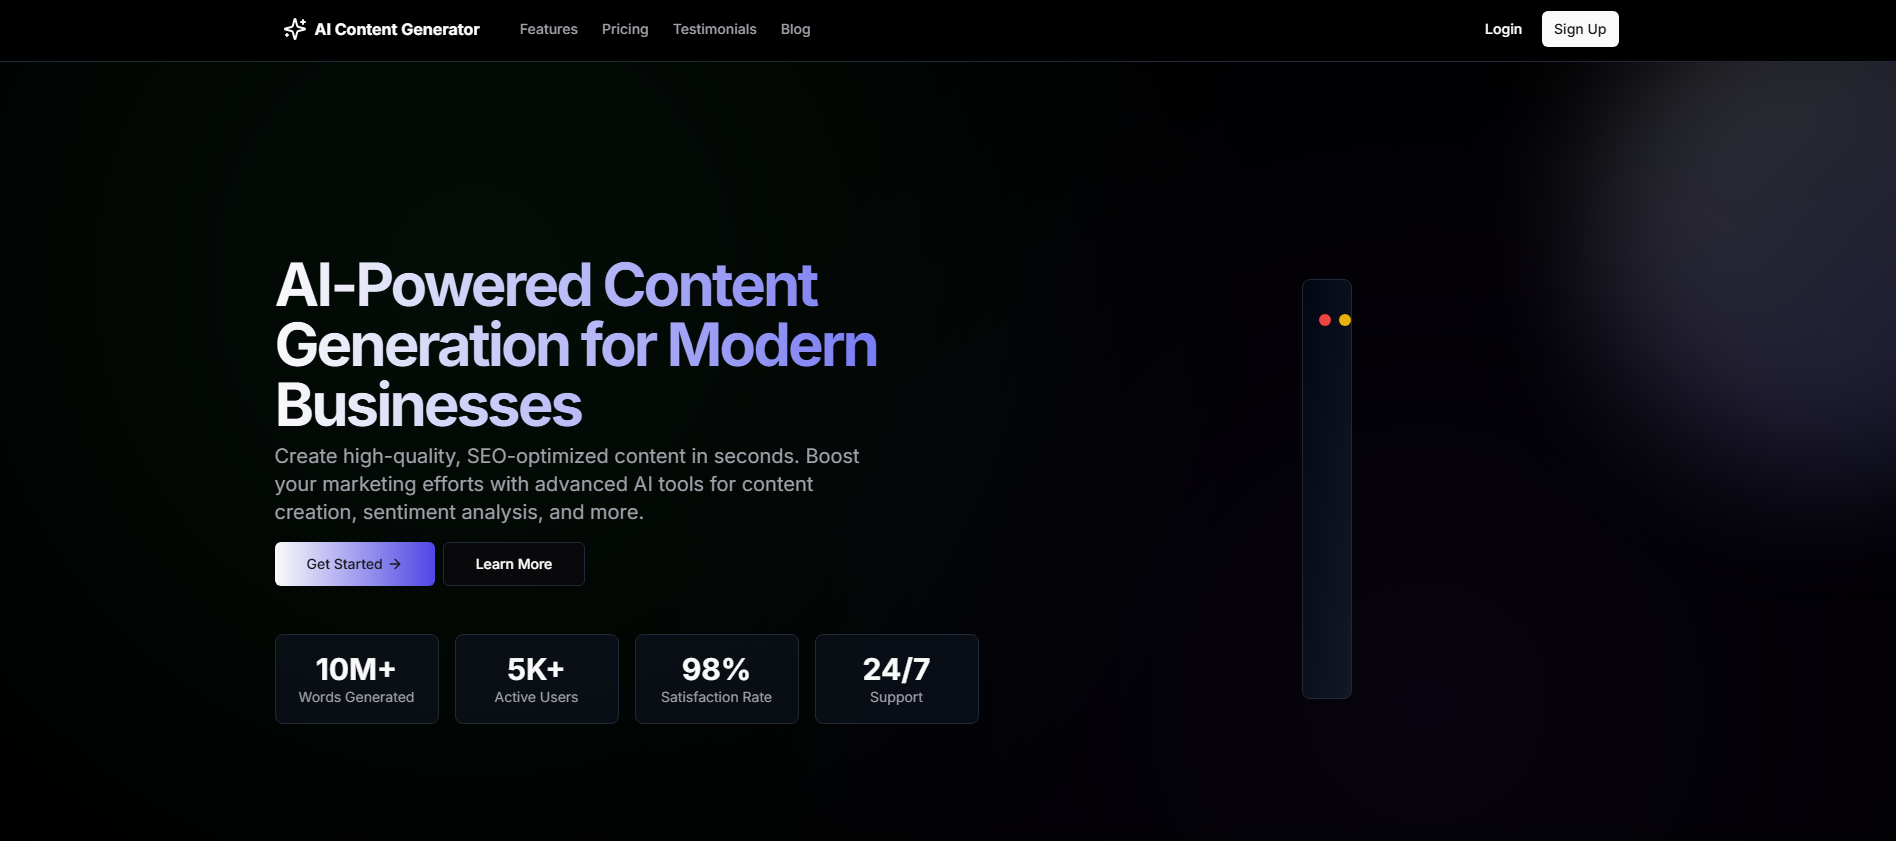 AI Content Generator
Features
Pricing
Testimonials
Blog
Login
Sign Up
AI-Powered Content
Generation for Modern
Businesses
Create high-quality, SEO-optimized content in seconds. Boost
your marketing efforts with advanced AI tools for content
creation, sentiment analysis, and more.
Get Started →
Learn More
10M+
Words Generated
5K+
Active Users
98%
Satisfaction Rate
24/7
Support